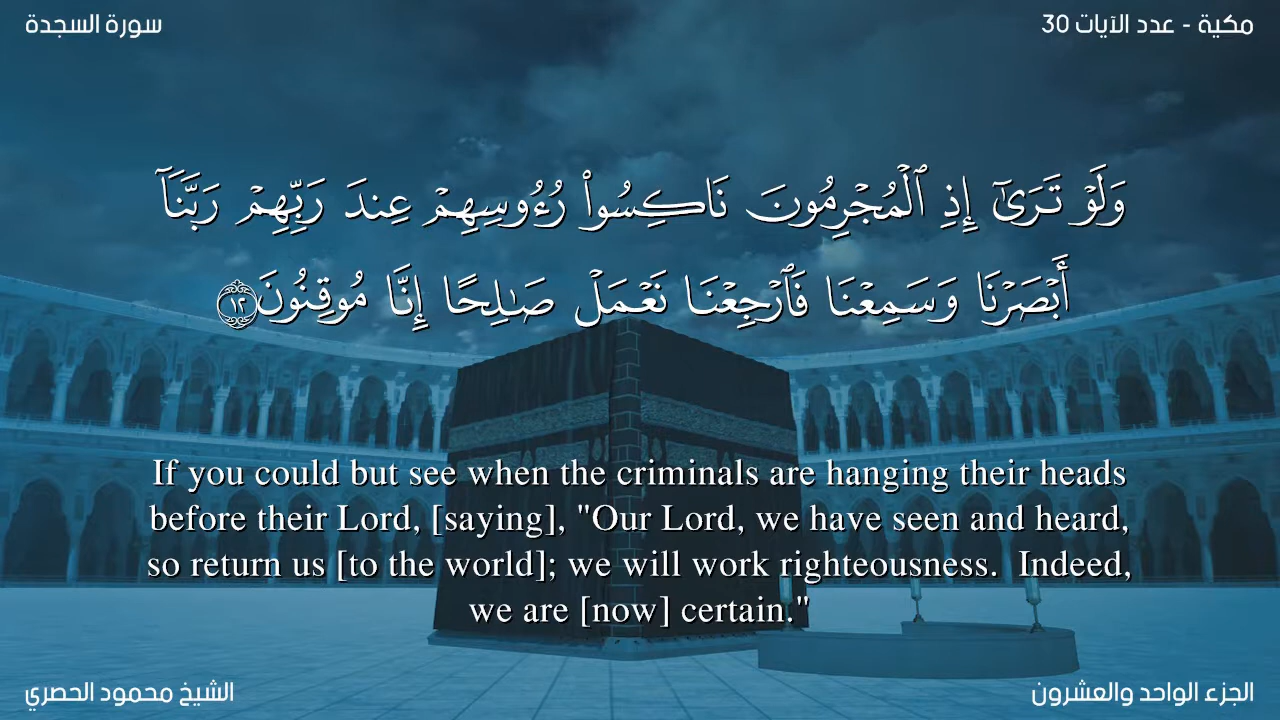 سورة السجدة
مكية - عدد الآيات 30
وَلَوْ تَرَىٰٓ إِذِ ٱلْمُجْرِمُونَ نَاكِسُوا۟ رُءُوسِهِمْ عِندَ رَبِّهِمْ رَبَّنَآ
أَبْصَرْنَا وَسَمِعْنَا فَٱرْجِعْنَا نَعْمَلْ صَـٰلِحًا إِنَّا مُوقِنُونَ ١٢
If you could but see when the criminals are hanging their heads
before their Lord, [saying], "Our Lord, we have seen and heard,
so return us [to the world]; we will work righteousness.  Indeed,
we are [now] certain."
الشيخ محمود الحصري
الجزء الواحد والعشرون